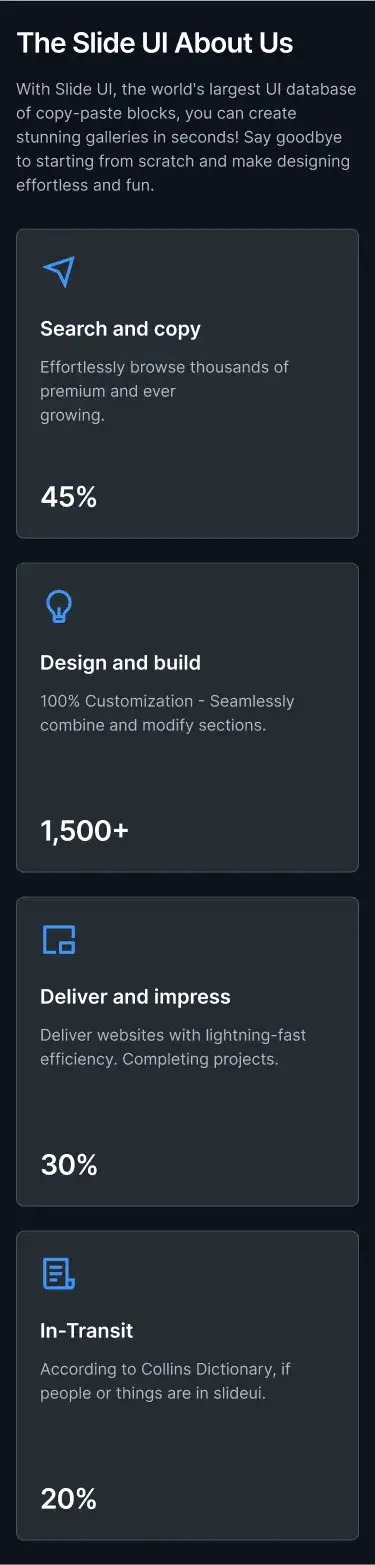 The Slide UI About Us
With Slide UI, the world's largest UI database
of copy-paste blocks, you can create
stunning galleries in seconds! Say goodbye
to starting from scratch and make designing
effortless and fun.
Search and copy
Effortlessly browse thousands of
premium and ever
growing.
45%
Design and build
100% Customization - Seamlessly
combine and modify sections.
1,500+
Deliver and impress
Deliver websites with lightning-fast
efficiency. Completing projects.
30%
In-Transit
According to Collins Dictionary, if
people or things are in slideui.
20%